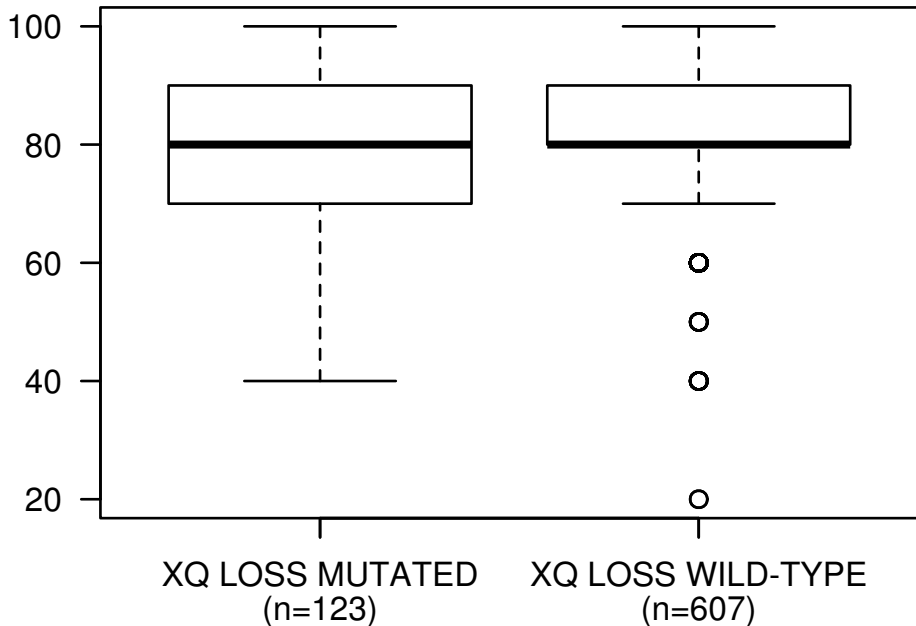 100
80
60
40
20
XQ LOSS MUTATED
(n=123)
XQ LOSS WILD-TYPE
(n=607)